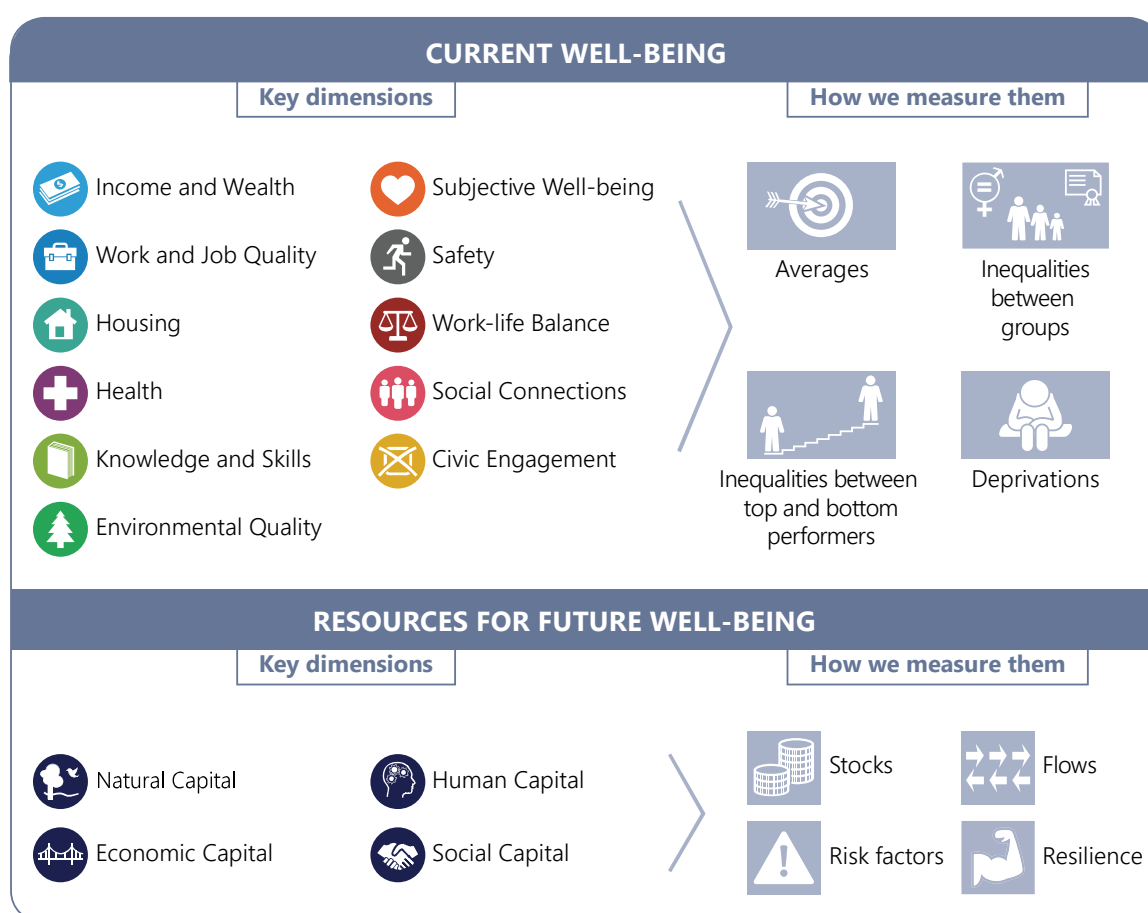 CURRENT WELL-BEING
Key dimensions
How we measure them
Income and Wealth
Work and Job Quality
Housing
Health
Knowledge and Skills
Environmental Quality
Subjective Well-being
Safety
Work-life Balance
Social Connections
Civic Engagement
Averages
Inequalities
between
groups
Inequalities between
top and bottom
performers
Deprivations
RESOURCES FOR FUTURE WELL-BEING
Key dimensions
How we measure them
Natural Capital
Economic Capital
Human Capital
Social Capital
Stocks
Flows
Risk factors
Resilience